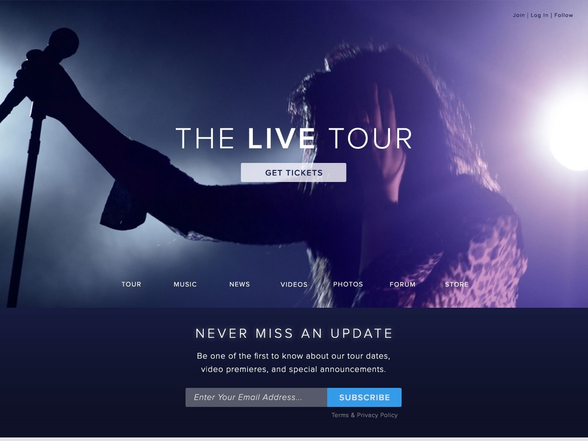 Join | Log In | Follow
THE LIVE TOUR
GET TICKETS
TOUR MUSIC NEWS VIDEOS PHOTOS FORUM STORE
NEVER MISS AN UPDATE
Be one of the first to know about our tour dates,
video premieres, and special announcements.
Enter Your Email Address... SUBSCRIBE
Terms & Privacy Policy